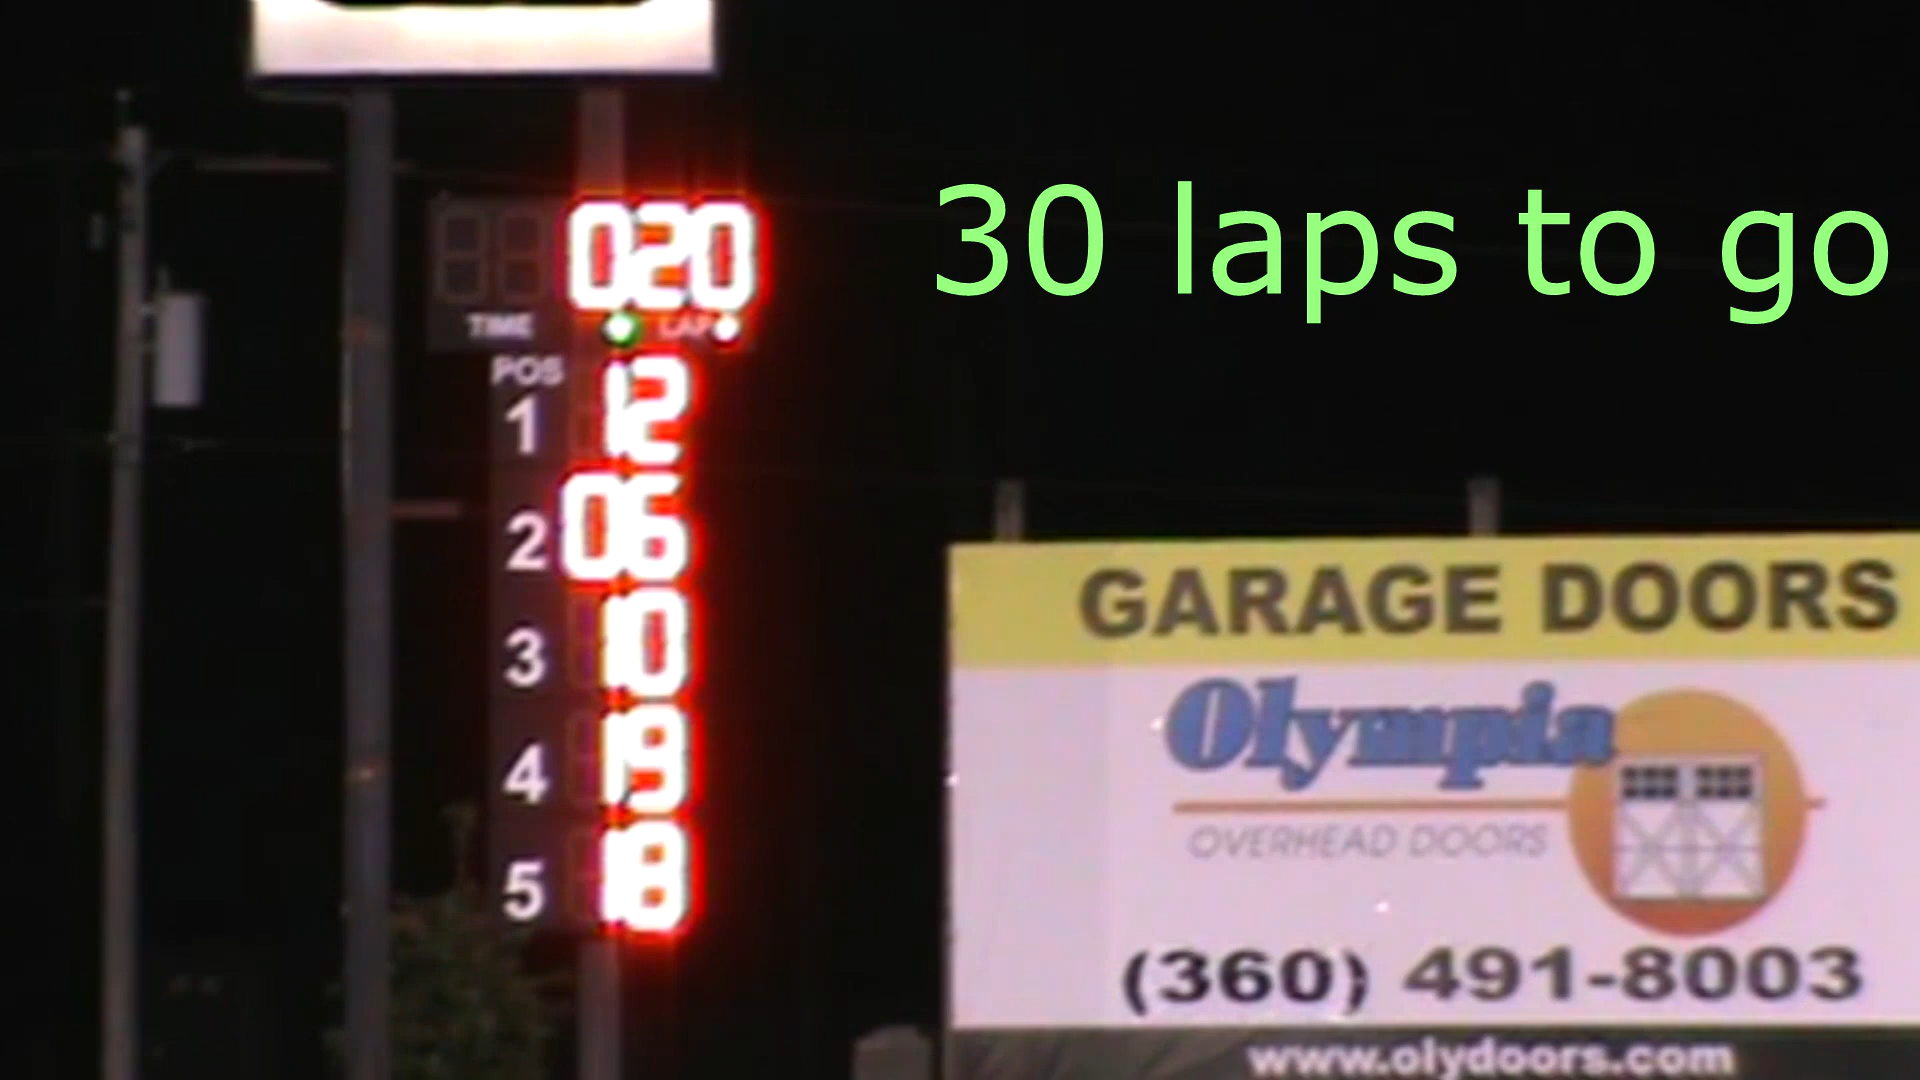 020
30 laps to go
TIME LAP
POS
1 12
2 06
3 10
4 19
5 18
GARAGE DOORS
Olympia
OVERHEAD DOORS
(360) 491-8003
www.olydoors.com